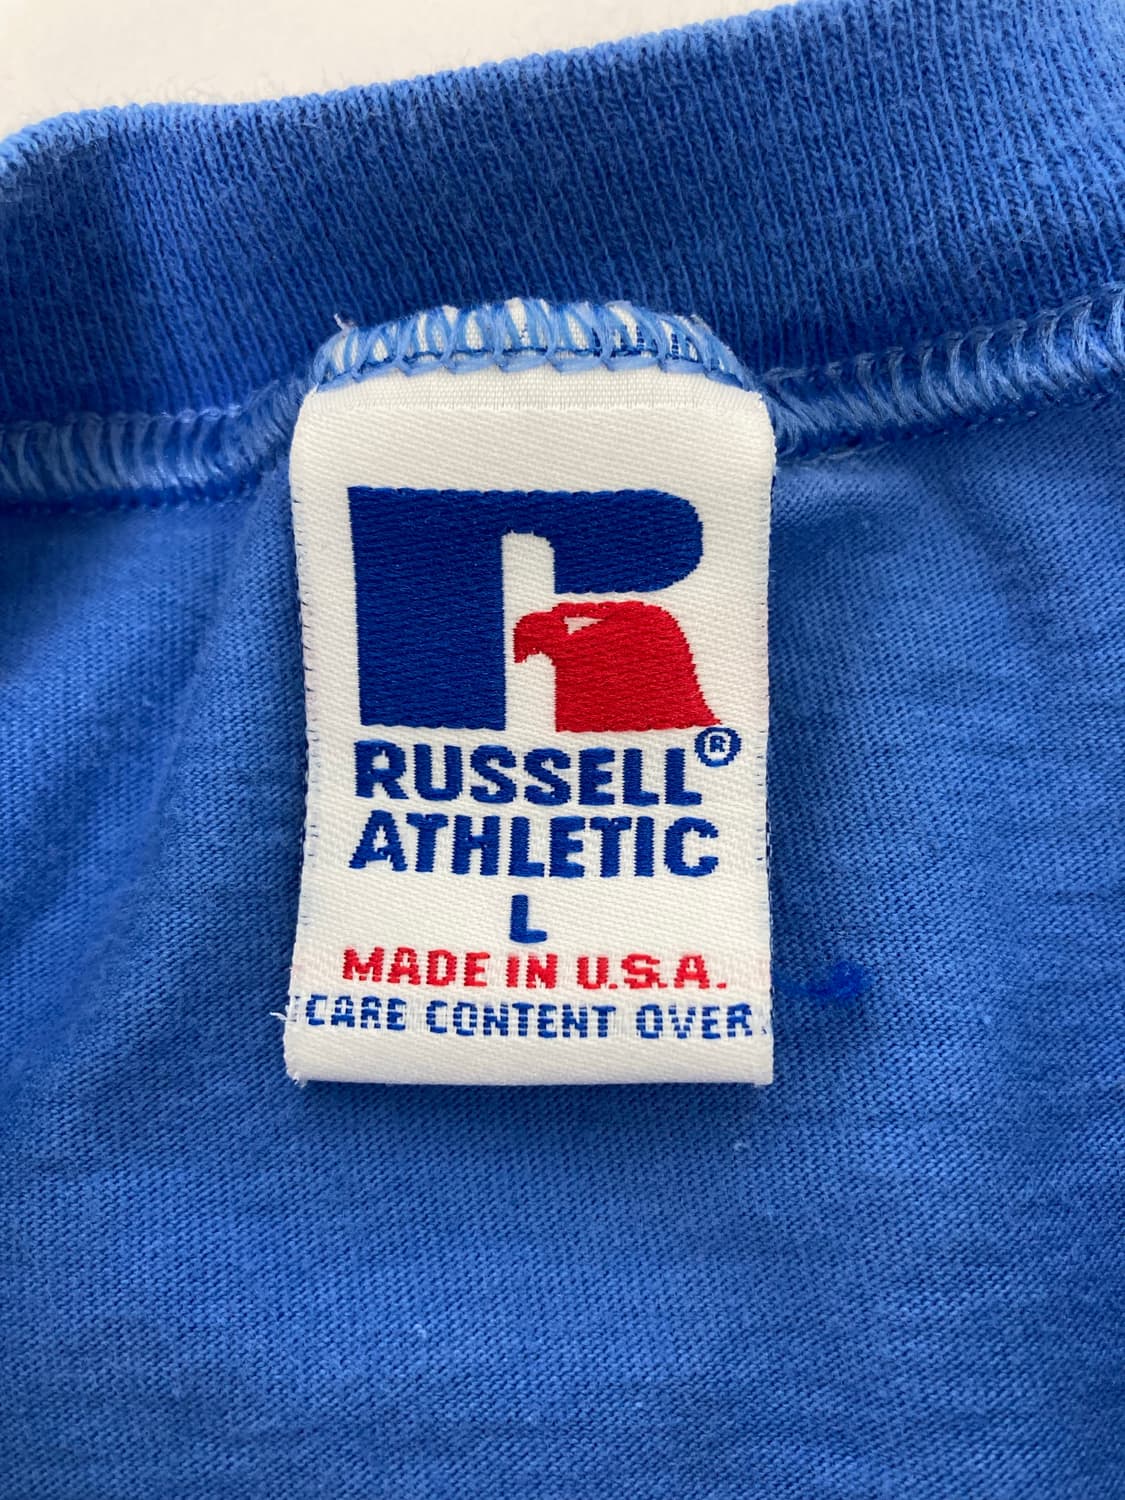 R
RUSSELL®
ATHLETIC
L
MADE IN U.S.A.
CARE CONTENT OVER